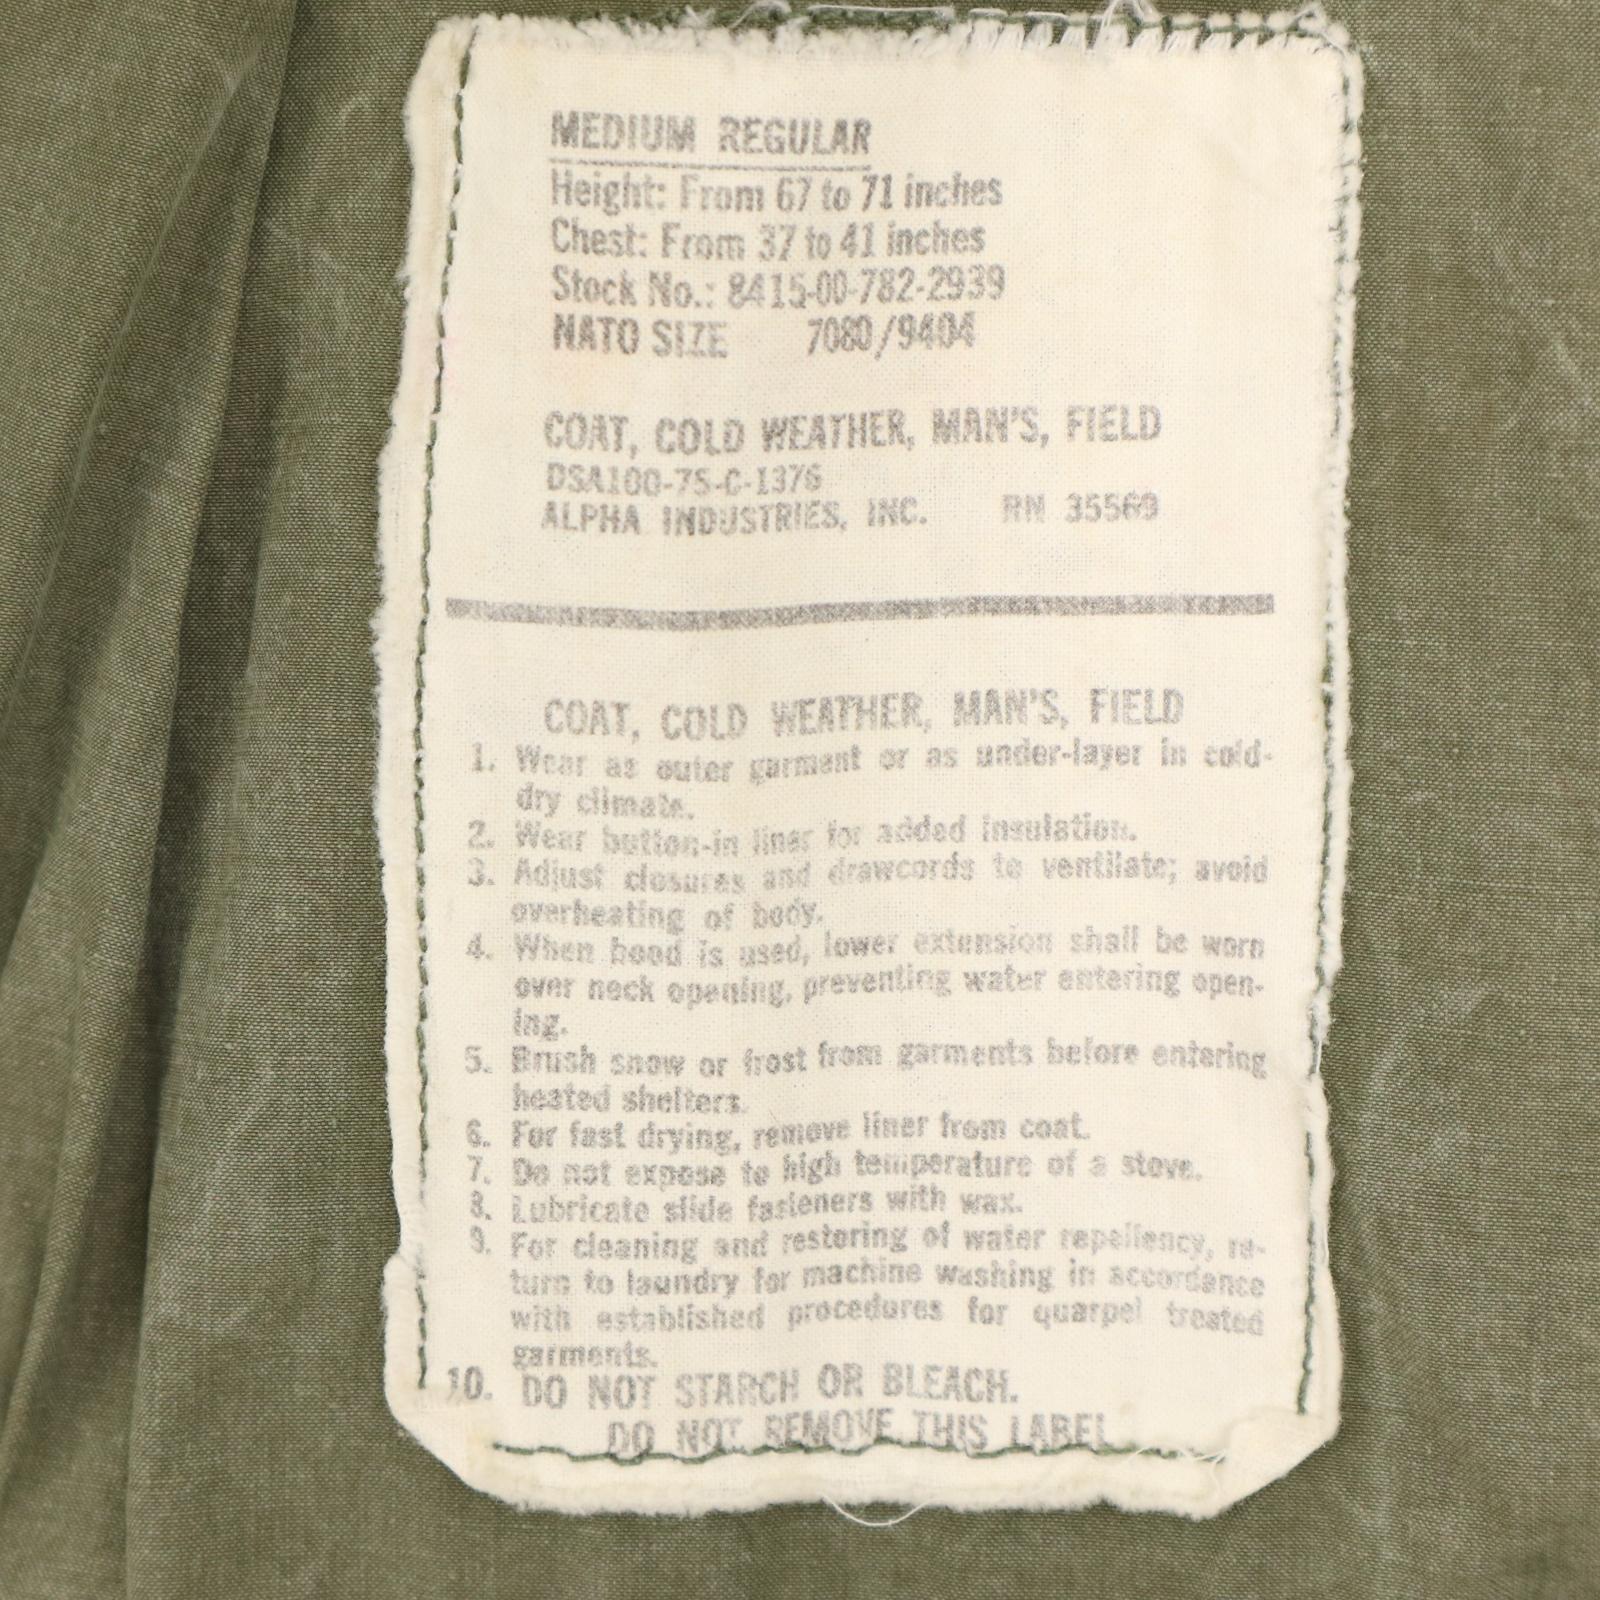 MEDIUM REGULAR
Height: From 67 to 71 inches
Chest: From 37 to 41 inches
Stock No.: 8415-00-782-2939
NATO SIZE 7080/9404
COAT, COLD WEATHER, MAN'S, FIELD
DSA100-75-C-1376
ALPHA INDUSTRIES, INC. RN 35569
COAT, COLD WEATHER, MAN'S, FIELD
1. Wear as outer garment or as under-layer in cold-
dry climate.
2. Wear button-in liner for added insulation.
3. Adjust closures and drawcords to ventilate; avoid
overheating of body.
4. When hood is used, lower extension shall be worn
over neck opening, preventing water entering open-
ing.
5. Brush snow or frost from garments before entering
heated shelters.
6. For fast drying, remove liner from coat.
7. Do not expose to high temperature of a stove.
8. Lubricate slide fasteners with wax.
9. For cleaning and restoring of water repellency, re-
turn to laundry for machine washing in accordance
with established procedures for quarpel treated
garments.
10. DO NOT STARCH OR BLEACH.
DO NOT REMOVE THIS LABEL